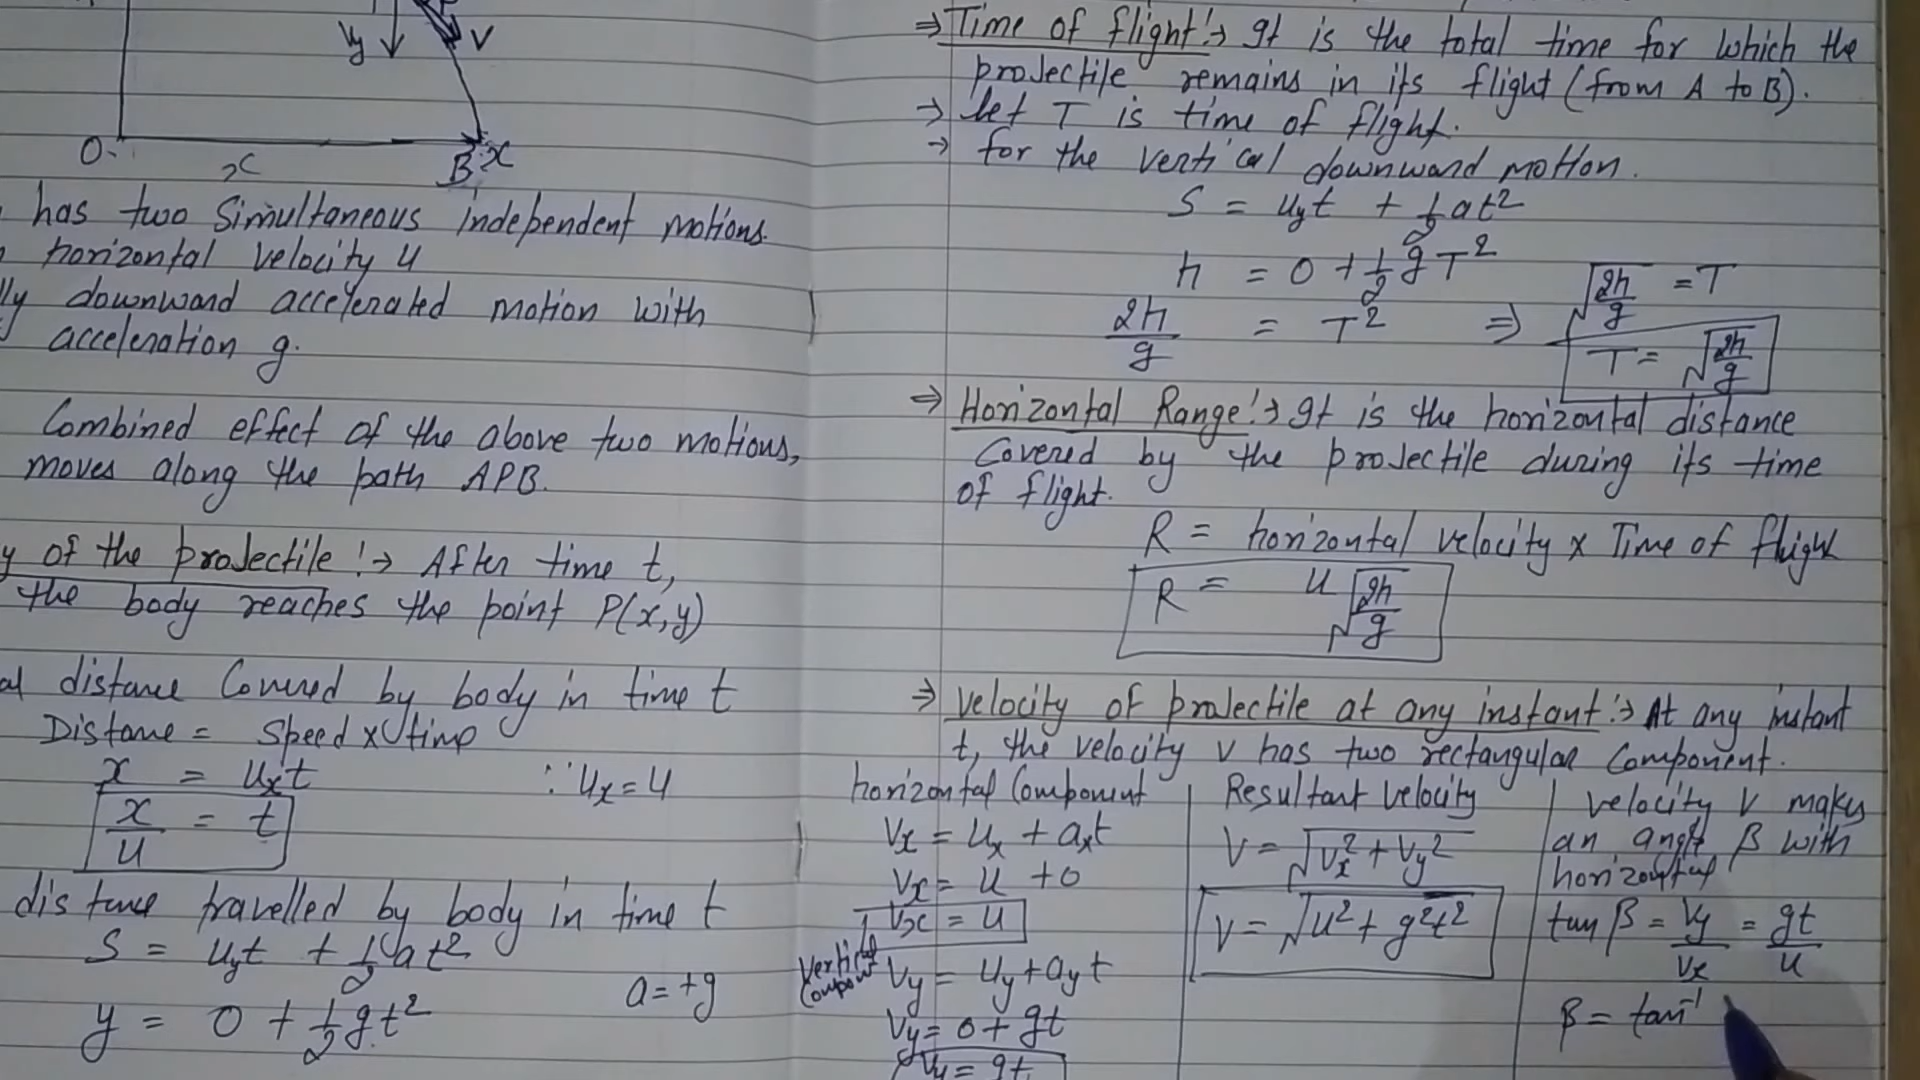 Vy V
O x B x
has two Simultaneous independent motions.
horizontal velocity u
lly downward accelerated motion with
acceleration g.
Combined effect of the above two motions,
moves along the path APB.
y of the projectile :→ After time t,
the body reaches the point P(x,y)
al distance Covered by body in time t
Distance = Speed x time
x = uxt ∵ ux = u
x/u = t
distance travelled by body in time t
S = uyt + 1/2 at²
a = +g
y = 0 + 1/2 gt²
⇒ Time of flight :→ It is the total time for which the
projectile remains in its flight (from A to B).
→ let T is time of flight.
→ for the vertical downward motion.
S = uyt + 1/2 at²
h = 0 + 1/2 gT²
2h/g = T² ⇒ √2h/g = T
T = √2h/g
⇒ Horizontal Range :→ It is the horizontal distance
Covered by the projectile during its time
of flight.
R = horizontal velocity x Time of flight
R = u √2h/g
⇒ velocity of projectile at any instant :→ At any instant
t, the velocity v has two rectangular Component.
horizontal Component
Vx = ux + axt
Vx = u + 0
Vx = u
Vertical
Vy = uy + ay t
Vy = 0 + gt
Vy = gt
Resultant velocity
V = √Vx² + Vy²
V = √u² + g²t²
velocity V makes
an angle β with
horizontal
tan β = Vy/Vx = gt/u
β = tan⁻¹